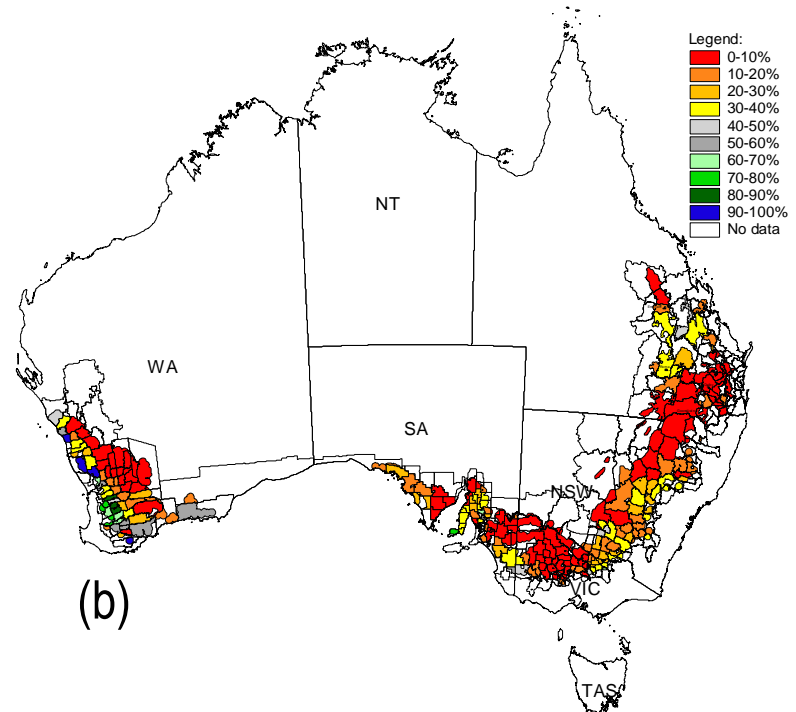 Legend:
0-10%
10-20%
20-30%
30-40%
40-50%
50-60%
60-70%
70-80%
80-90%
90-100%
No data
NT
WA
SA
NSW
VIC
(b)
TAS